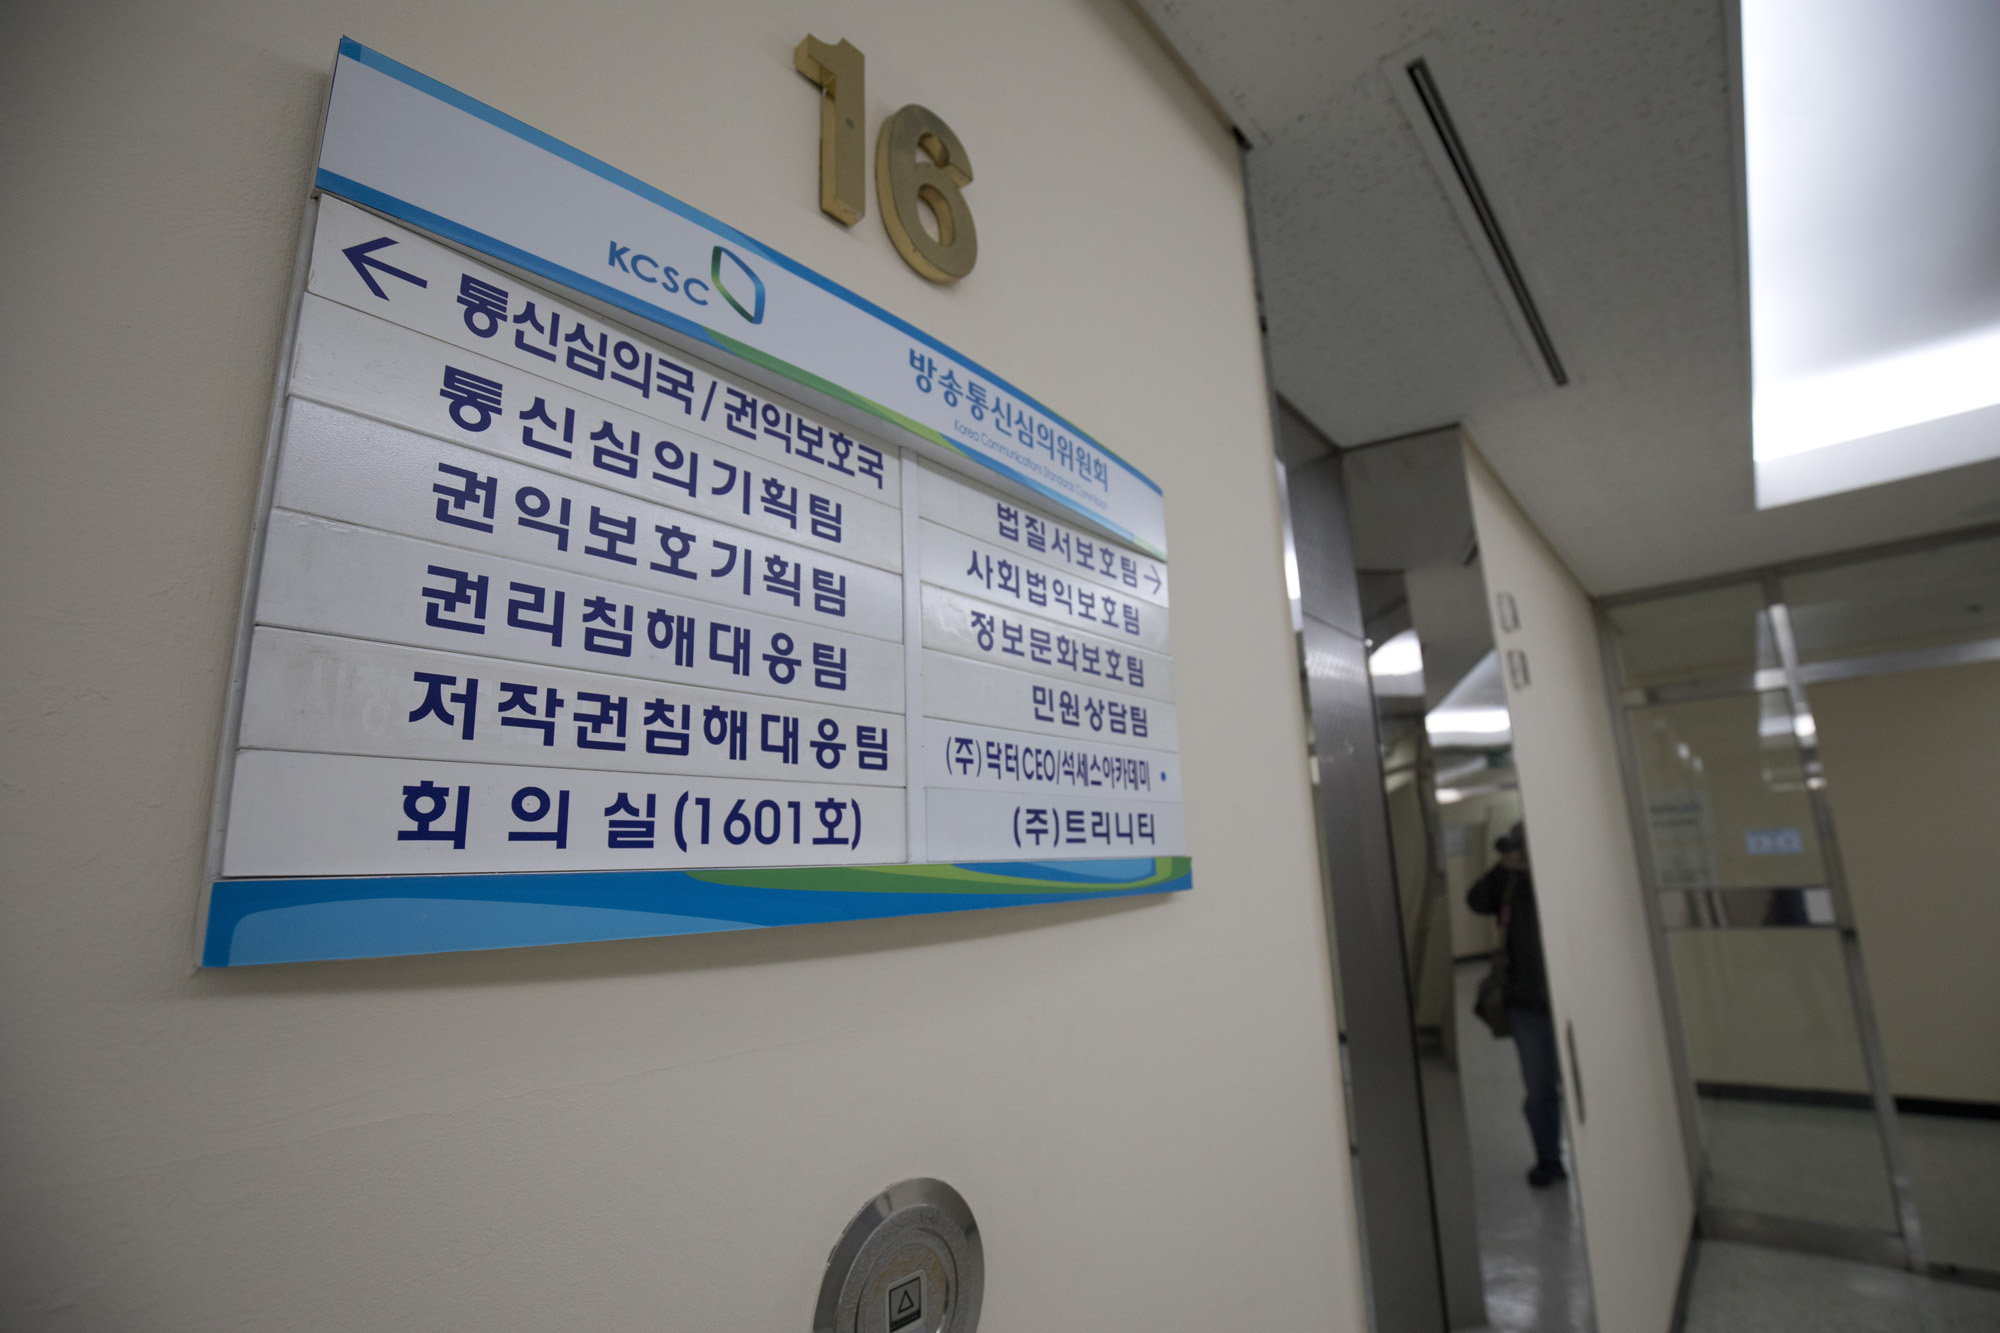 16
KCSC
방송통신심의위원회
Korea Communications Standards Commission
← 통신심의국/권익보호국
통신심의기획팀
권익보호기획팀
권리침해대응팀
저작권침해대응팀
회의실(1601호)
법질서보호팀 →
사회법익보호팀
정보문화보호팀
민원상담팀
(주)닥터CEO/석세스아카데미
(주)트리니티